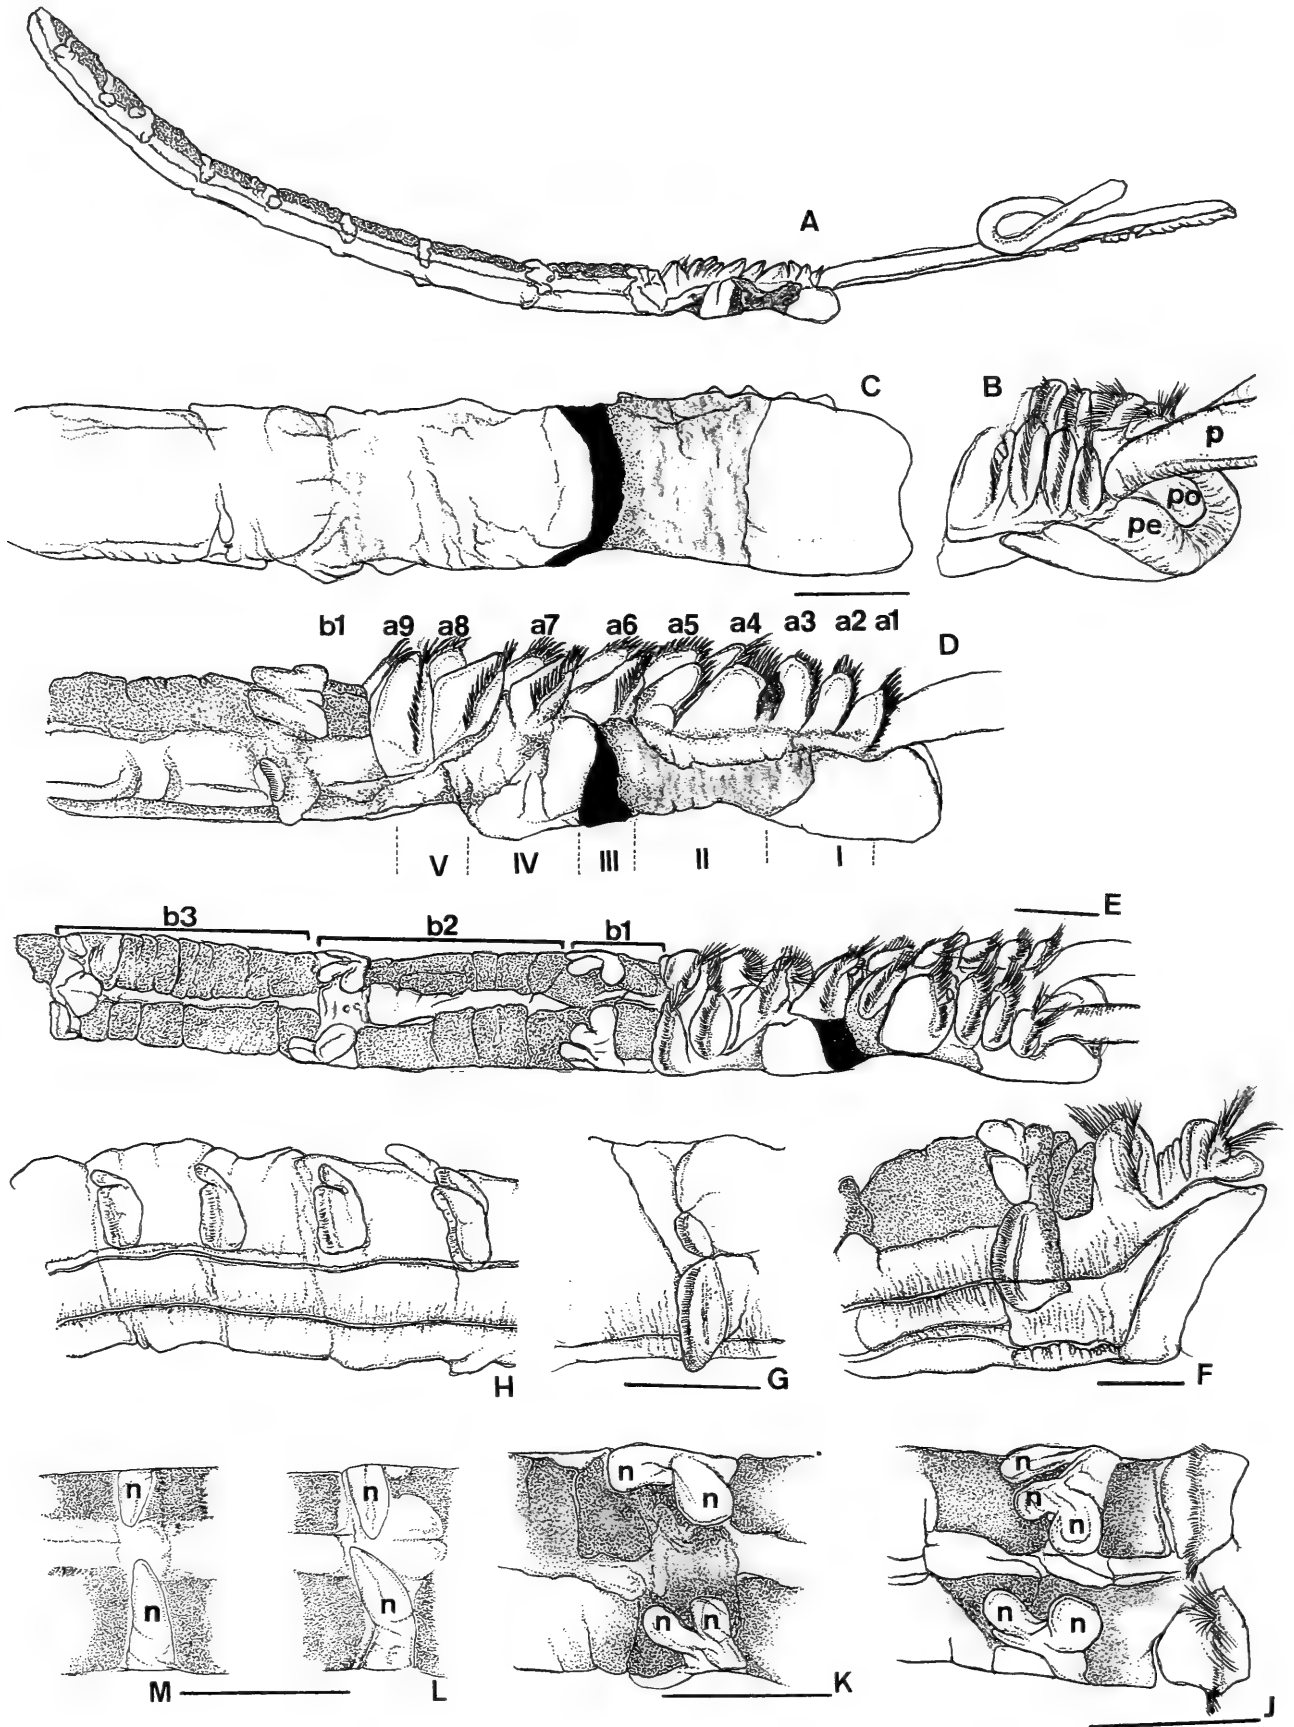 A
C B
p
po
pe
b1 a9 a8 a7 a6 a5 a4 a3 a2 a1
D
V IV III II I
E
b3 b2 b1
H G F
n n n n
n n n n n n n
M L K J